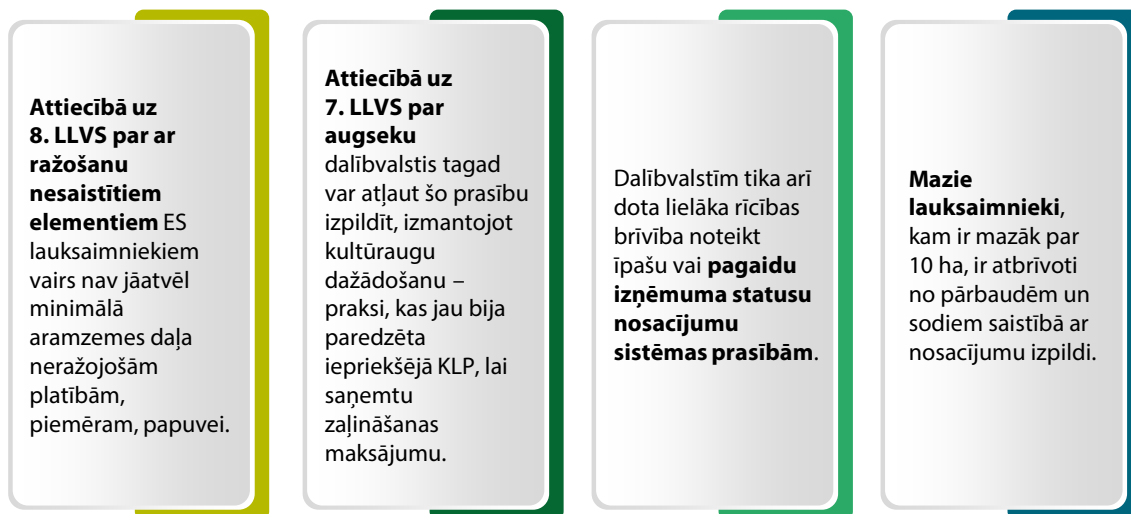 Attiecībā uz
8. LLVS par ar
ražošanu
nesaistītiem
elementiem ES
lauksaimniekiem
vairs nav jāatvēl
minimālā
aramzemes daļa
neražojošām
platībām,
piemēram, papuvei.
Attiecībā uz
7. LLVS par
augseku
dalībvalstis tagad
var atļaut šo prasību
izpildīt, izmantojot
kultūraugu
dažādošanu –
praksi, kas jau bija
paredzēta
iepriekšējā KLP, lai
saņemtu
zaļināšanas
maksājumu.
Dalībvalstīm tika arī
dota lielāka rīcības
brīvība noteikt
īpašu vai pagaidu
izņēmuma statusu
nosacījumu
sistēmas prasībām.
Mazie
lauksaimnieki,
kam ir mazāk par
10 ha, ir atbrīvoti
no pārbaudēm un
sodiem saistībā ar
nosacījumu izpildi.